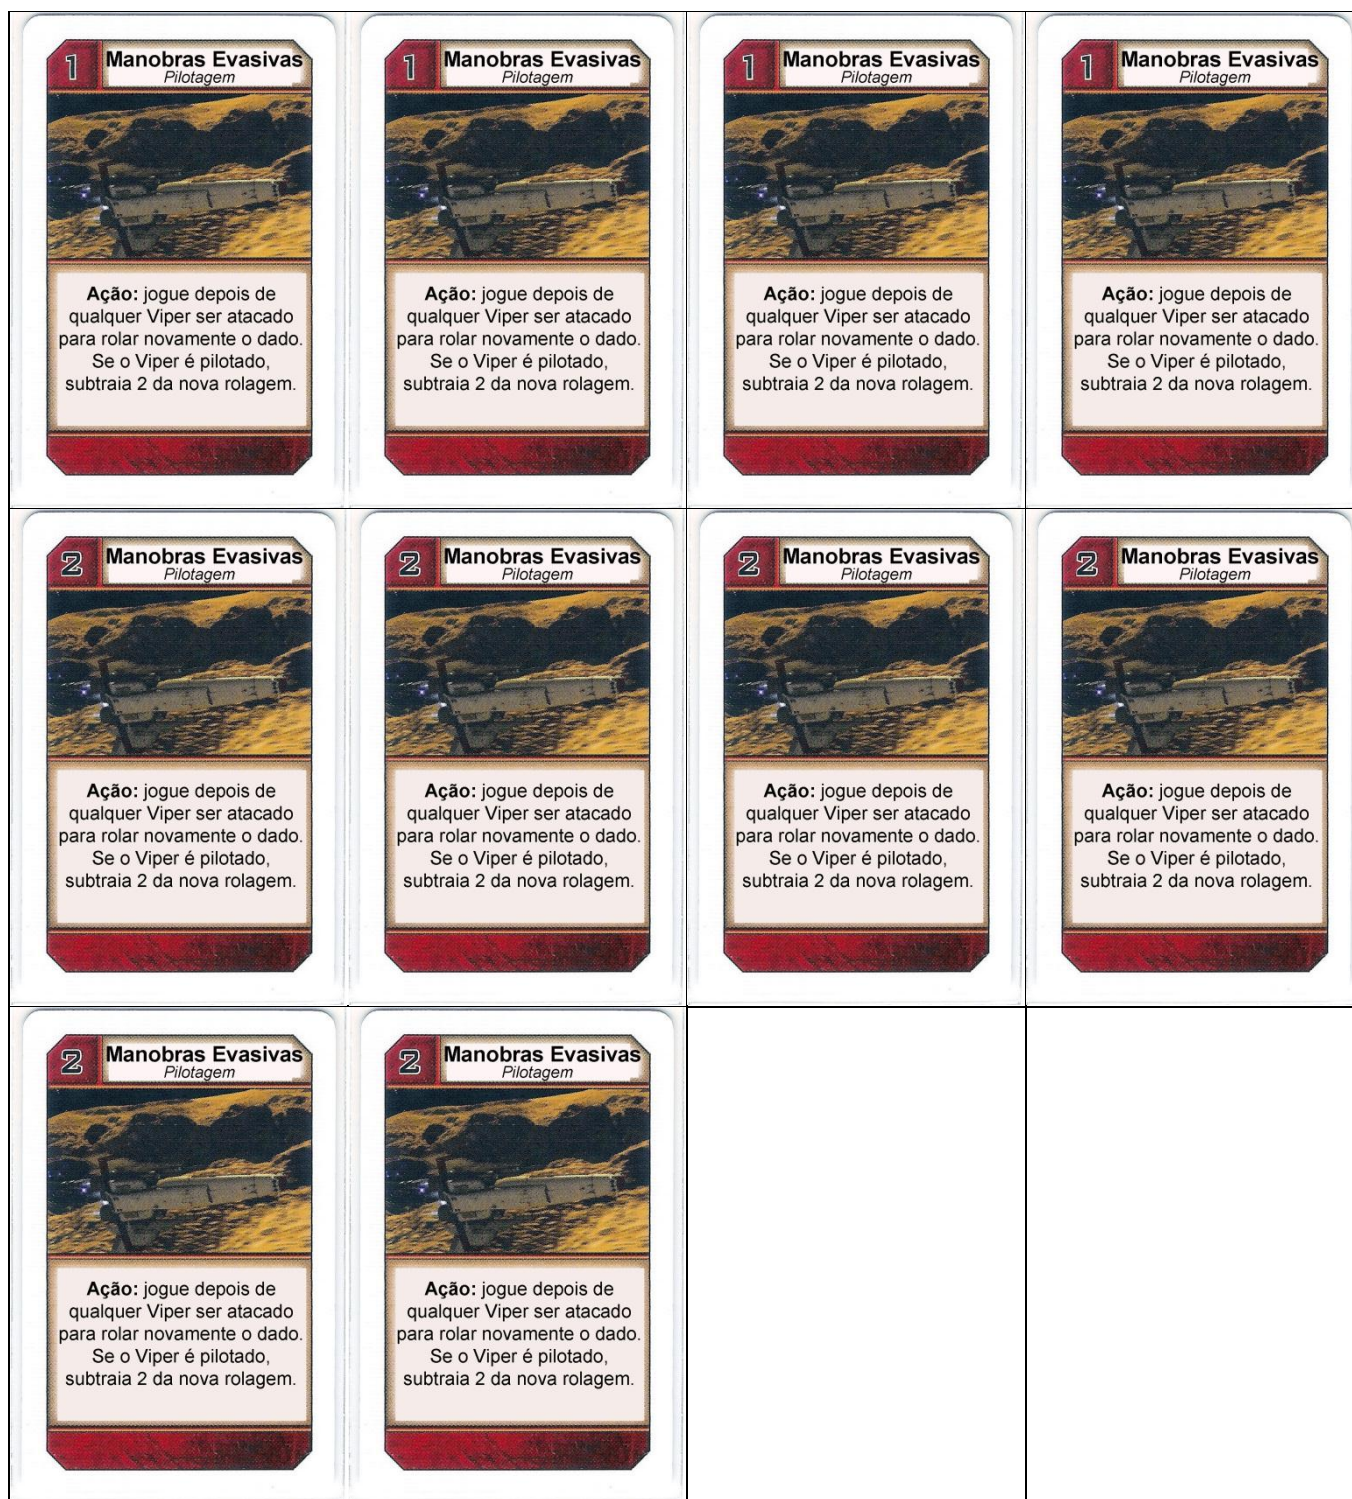 1 Manobras Evasivas
Pilotagem
Ação: jogue depois de
qualquer Viper ser atacado
para rolar novamente o dado.
Se o Viper é pilotado,
subtraia 2 da nova rolagem.
1 Manobras Evasivas
Pilotagem
Ação: jogue depois de
qualquer Viper ser atacado
para rolar novamente o dado.
Se o Viper é pilotado,
subtraia 2 da nova rolagem.
1 Manobras Evasivas
Pilotagem
Ação: jogue depois de
qualquer Viper ser atacado
para rolar novamente o dado.
Se o Viper é pilotado,
subtraia 2 da nova rolagem.
1 Manobras Evasivas
Pilotagem
Ação: jogue depois de
qualquer Viper ser atacado
para rolar novamente o dado.
Se o Viper é pilotado,
subtraia 2 da nova rolagem.
2 Manobras Evasivas
Pilotagem
Ação: jogue depois de
qualquer Viper ser atacado
para rolar novamente o dado.
Se o Viper é pilotado,
subtraia 2 da nova rolagem.
2 Manobras Evasivas
Pilotagem
Ação: jogue depois de
qualquer Viper ser atacado
para rolar novamente o dado.
Se o Viper é pilotado,
subtraia 2 da nova rolagem.
2 Manobras Evasivas
Pilotagem
Ação: jogue depois de
qualquer Viper ser atacado
para rolar novamente o dado.
Se o Viper é pilotado,
subtraia 2 da nova rolagem.
2 Manobras Evasivas
Pilotagem
Ação: jogue depois de
qualquer Viper ser atacado
para rolar novamente o dado.
Se o Viper é pilotado,
subtraia 2 da nova rolagem.
2 Manobras Evasivas
Pilotagem
Ação: jogue depois de
qualquer Viper ser atacado
para rolar novamente o dado.
Se o Viper é pilotado,
subtraia 2 da nova rolagem.
2 Manobras Evasivas
Pilotagem
Ação: jogue depois de
qualquer Viper ser atacado
para rolar novamente o dado.
Se o Viper é pilotado,
subtraia 2 da nova rolagem.